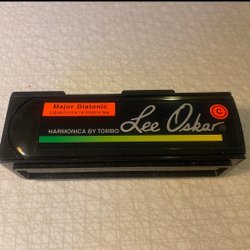 Major Diatonic
C
Lee Oskar
HARMONICA BY TOMBO